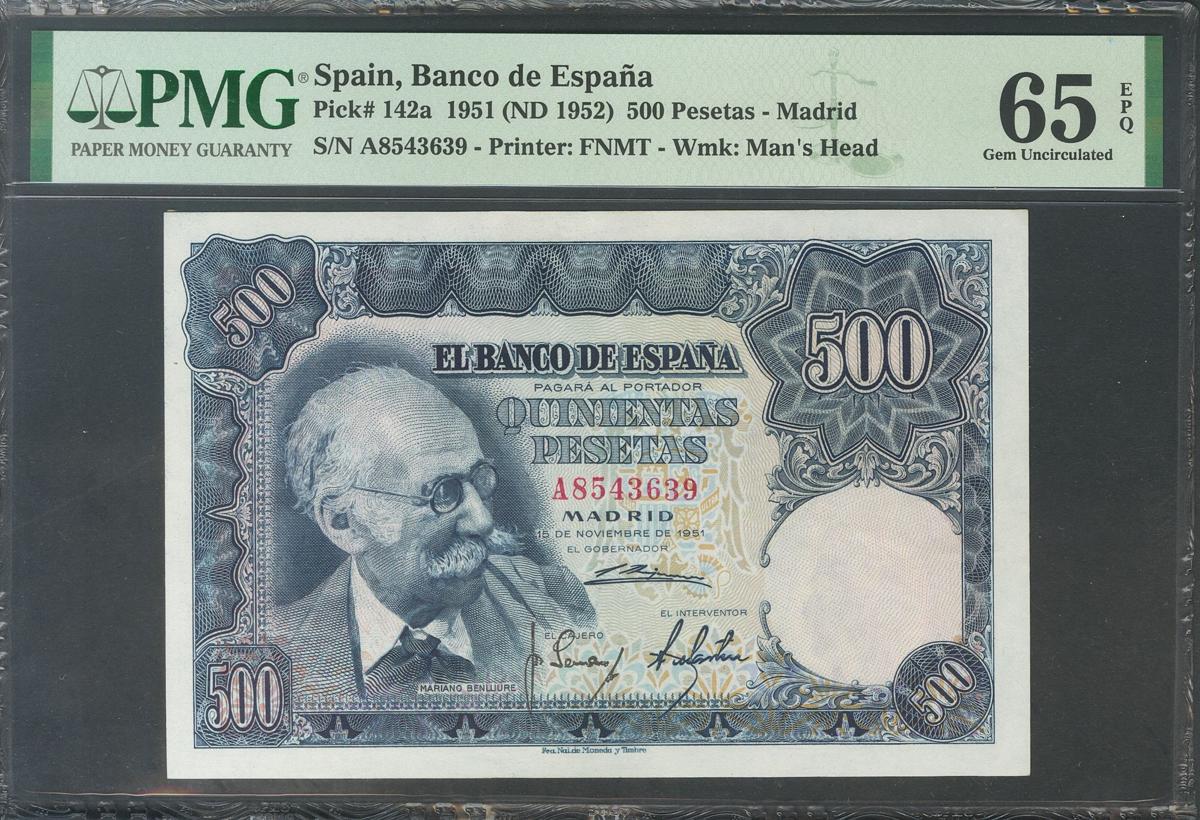 PMG®
PAPER MONEY GUARANTY
Spain, Banco de España
Pick# 142a 1951 (ND 1952) 500 Pesetas - Madrid
S/N A8543639 - Printer: FNMT - Wmk: Man's Head
65 EPQ
Gem Uncirculated
500
500
EL BANCO DE ESPAÑA
PAGARÁ AL PORTADOR
QUINIENTAS
PESETAS
A8543639
MADRID
15 DE NOVIEMBRE DE 1951
EL GOBERNADOR
EL INTERVENTOR
EL CAJERO
MARIANO BENLLIURE
500
500
Fca. Nal. de Moneda y Timbre